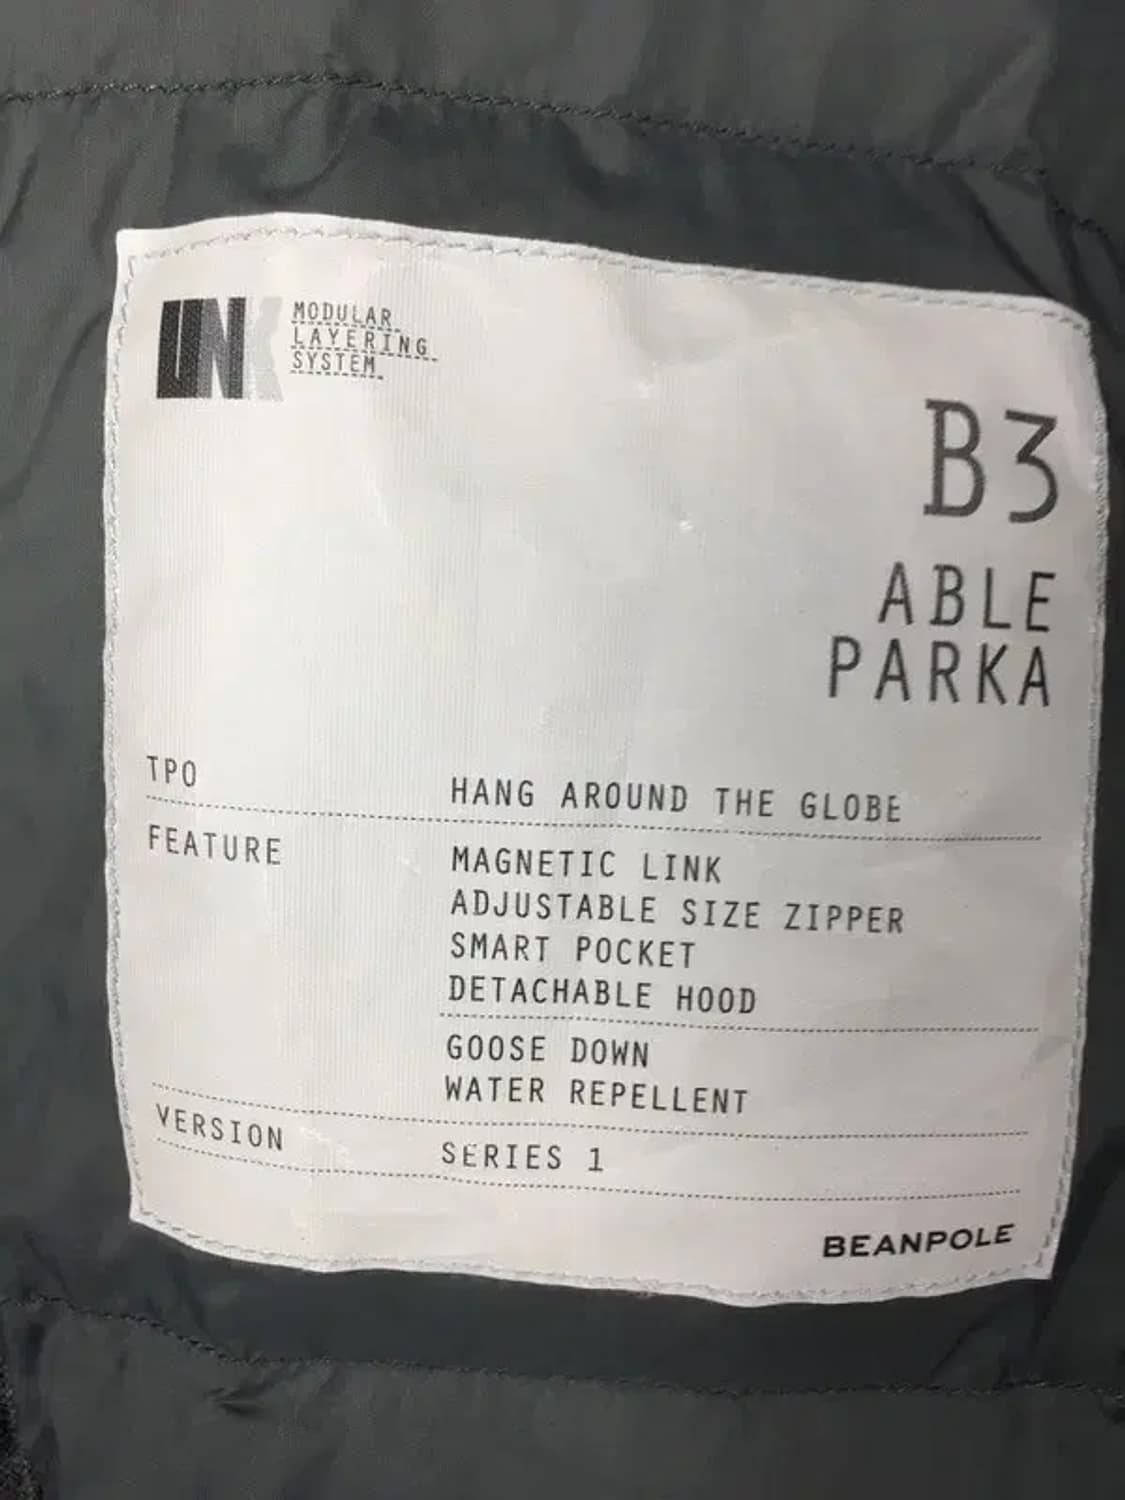 LINK
MODULAR
LAYERING
SYSTEM
B3
ABLE
PARKA
TPO
HANG AROUND THE GLOBE
FEATURE
MAGNETIC LINK
ADJUSTABLE SIZE ZIPPER
SMART POCKET
DETACHABLE HOOD
GOOSE DOWN
WATER REPELLENT
VERSION
SERIES 1
BEANPOLE